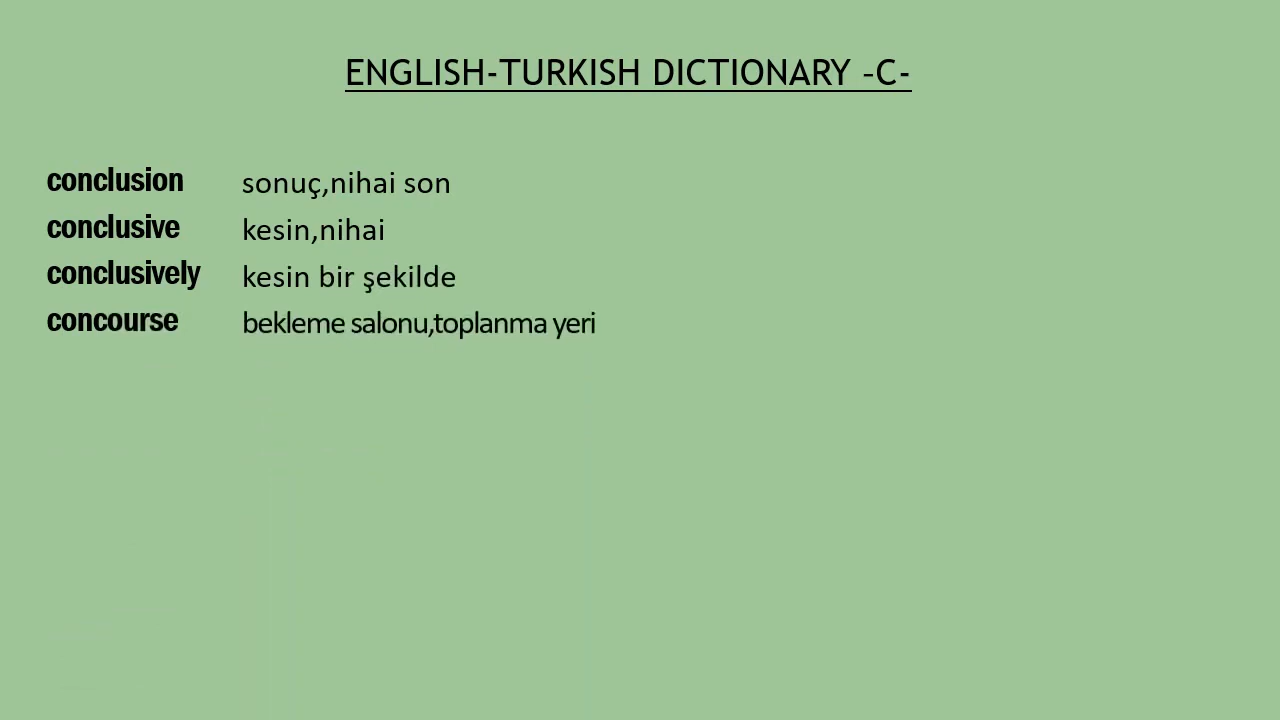 ENGLISH-TURKISH DICTIONARY –C-
conclusion sonuç,nihai son
conclusive kesin,nihai
conclusively kesin bir şekilde
concourse bekleme salonu,toplanma yeri